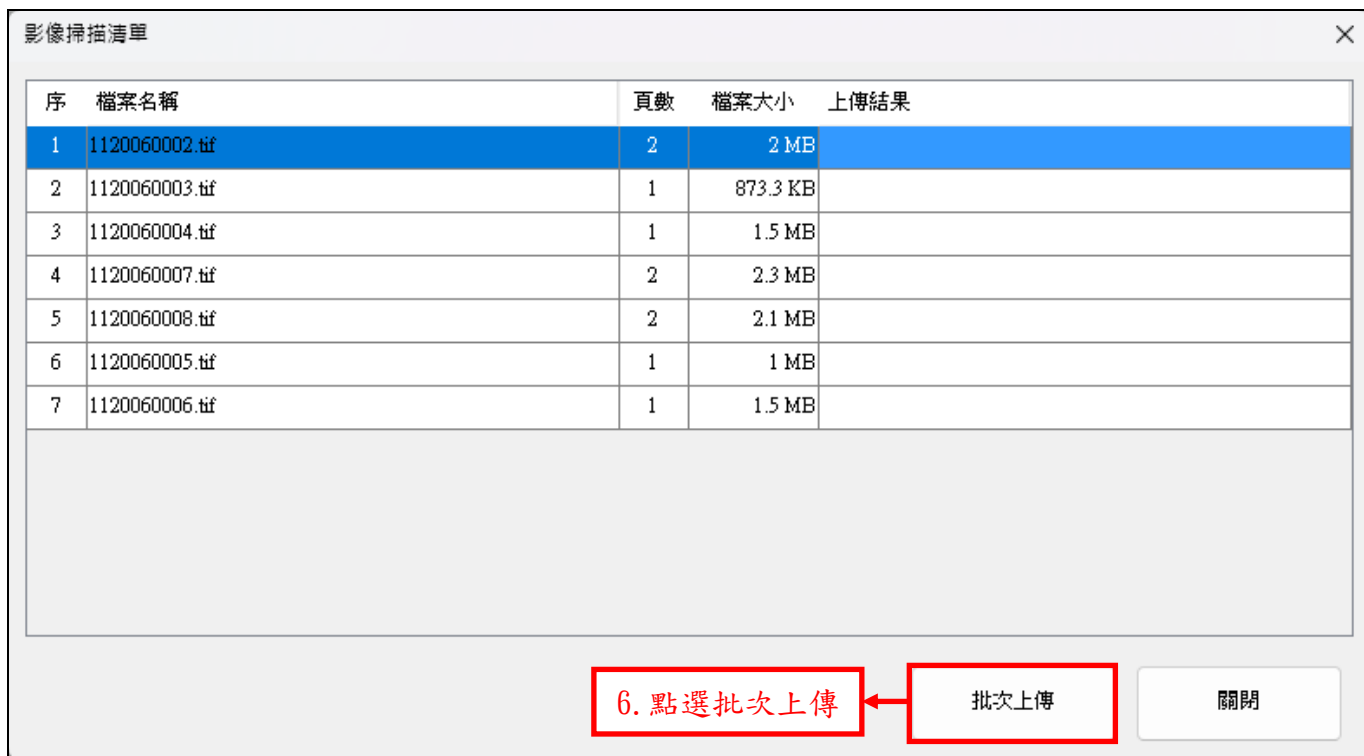 影像掃描清單
序 檔案名稱 頁數 檔案大小 上傳結果
1 1120060002.tif 2 2 MB
2 1120060003.tif 1 873.3 KB
3 1120060004.tif 1 1.5 MB
4 1120060007.tif 2 2.3 MB
5 1120060008.tif 2 2.1 MB
6 1120060005.tif 1 1 MB
7 1120060006.tif 1 1.5 MB
6.點選批次上傳 批次上傳 關閉